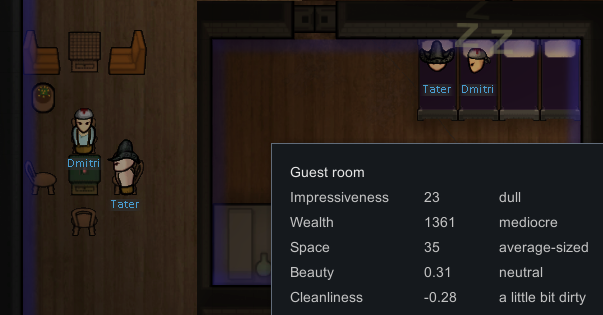 Z
Z Z
Tater Dmitri
Dmitri
Tater
Guest room
Impressiveness 23 dull
Wealth 1361 mediocre
Space 35 average-sized
Beauty 0.31 neutral
Cleanliness -0.28 a little bit dirty